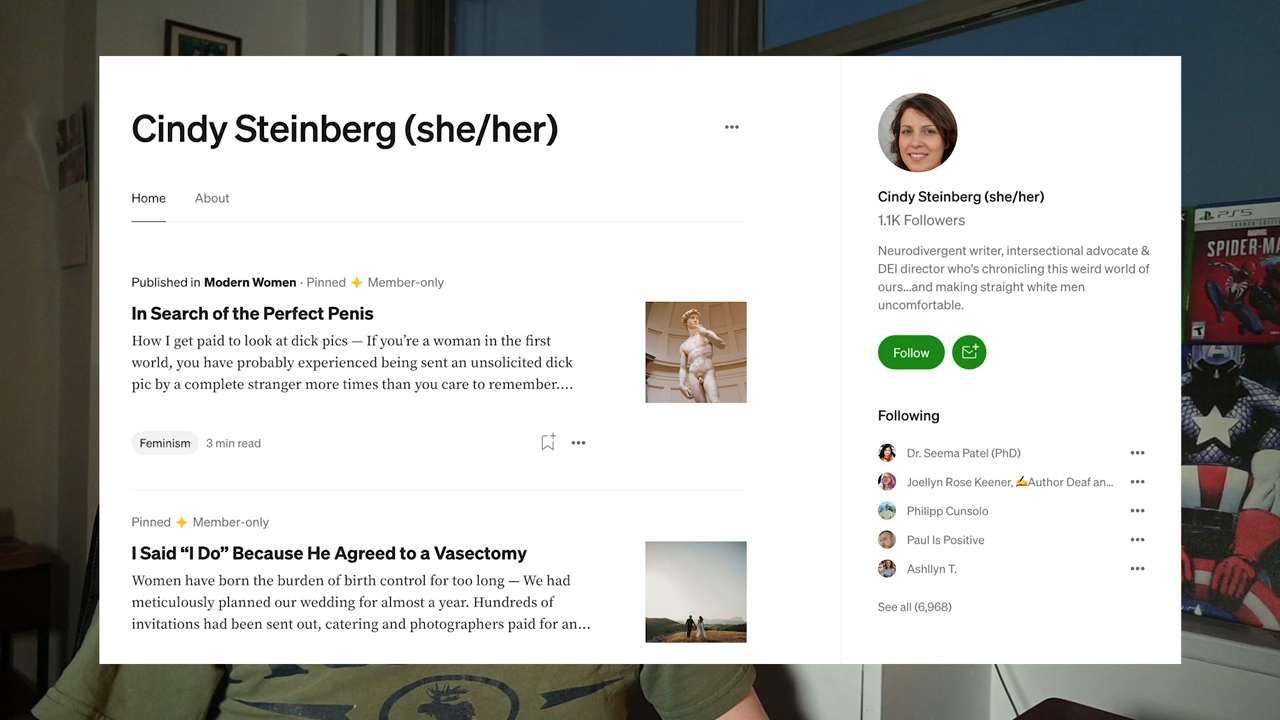 Cindy Steinberg (she/her)
Home About
Published in Modern Women · Pinned Member-only
In Search of the Perfect Penis
How I get paid to look at dick pics — If you're a woman in the first
world, you have probably experienced being sent an unsolicited dick
pic by a complete stranger more times than you care to remember....
Feminism 3 min read
Pinned Member-only
I Said “I Do” Because He Agreed to a Vasectomy
Women have born the burden of birth control for too long — We had
meticulously planned our wedding for almost a year. Hundreds of
invitations had been sent out, catering and photographers paid for an...
Cindy Steinberg (she/her)
1.1K Followers
Neurodivergent writer, intersectional advocate &
DEI director who's chronicling this weird world of
ours...and making straight white men
uncomfortable.
Follow
Following
Dr. Seema Patel (PhD)
Joellyn Rose Keener, ✍️Author Deaf an...
Philipp Cunsolo
Paul Is Positive
Ashllyn T.
See all (6,968)
PS5
MARVEL
SPIDER-MA
T